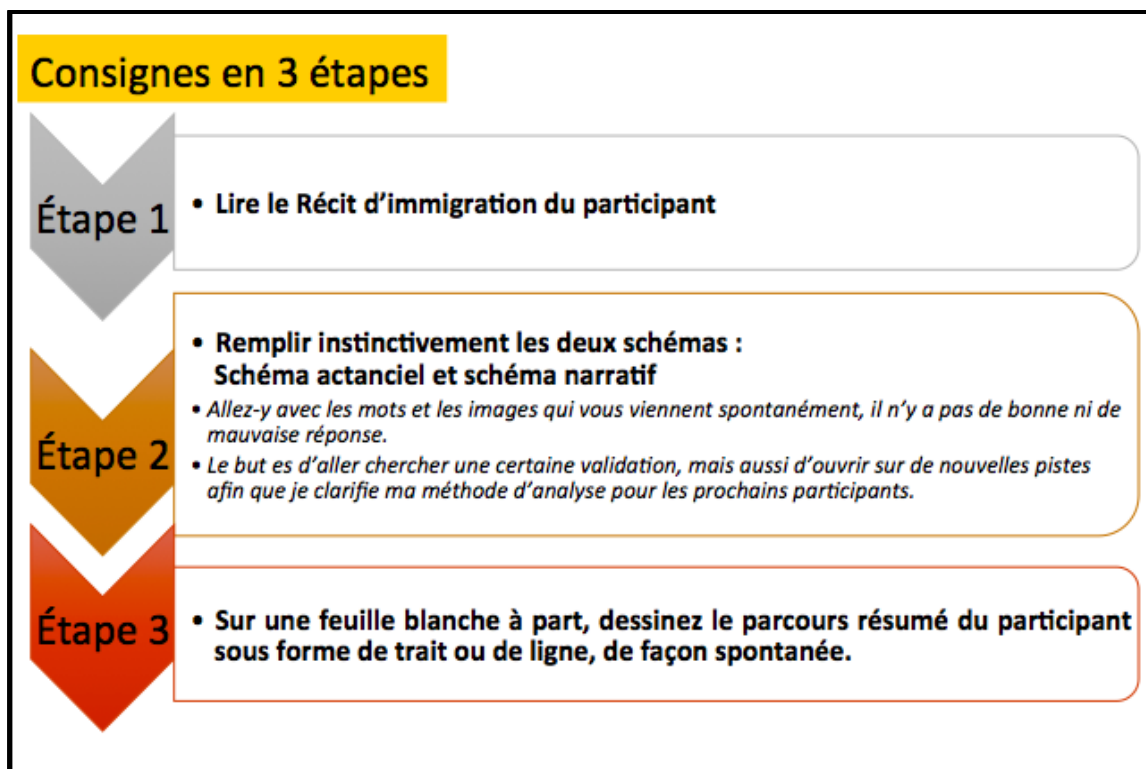 Consignes en 3 étapes
Étape 1
• Lire le Récit d’immigration du participant
Étape 2
• Remplir instinctivement les deux schémas :
Schéma actanciel et schéma narratif
• Allez-y avec les mots et les images qui vous viennent spontanément, il n’y a pas de bonne ni de
mauvaise réponse.
• Le but es d’aller chercher une certaine validation, mais aussi d’ouvrir sur de nouvelles pistes
afin que je clarifie ma méthode d’analyse pour les prochains participants.
Étape 3
• Sur une feuille blanche à part, dessinez le parcours résumé du participant
sous forme de trait ou de ligne, de façon spontanée.